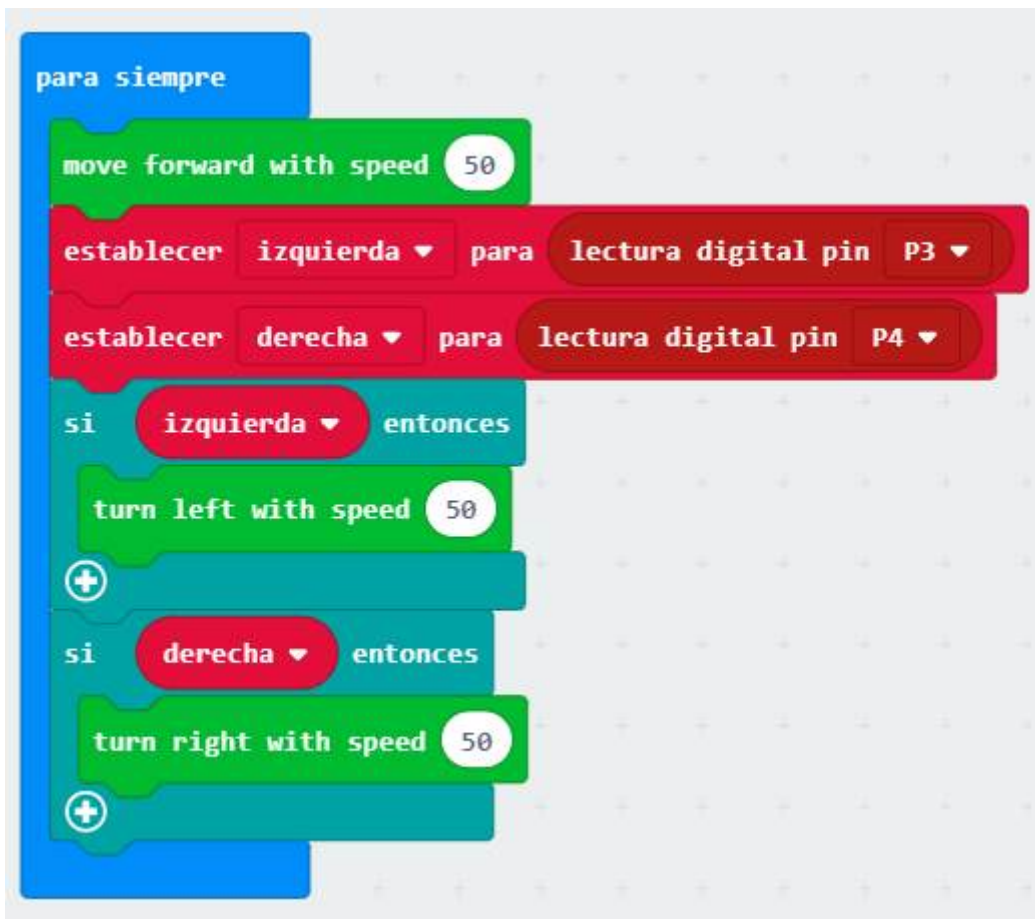 para siempre
move forward with speed 50
establecer izquierda para lectura digital pin P3
establecer derecha para lectura digital pin P4
si izquierda entonces
turn left with speed 50
si derecha entonces
turn right with speed 50